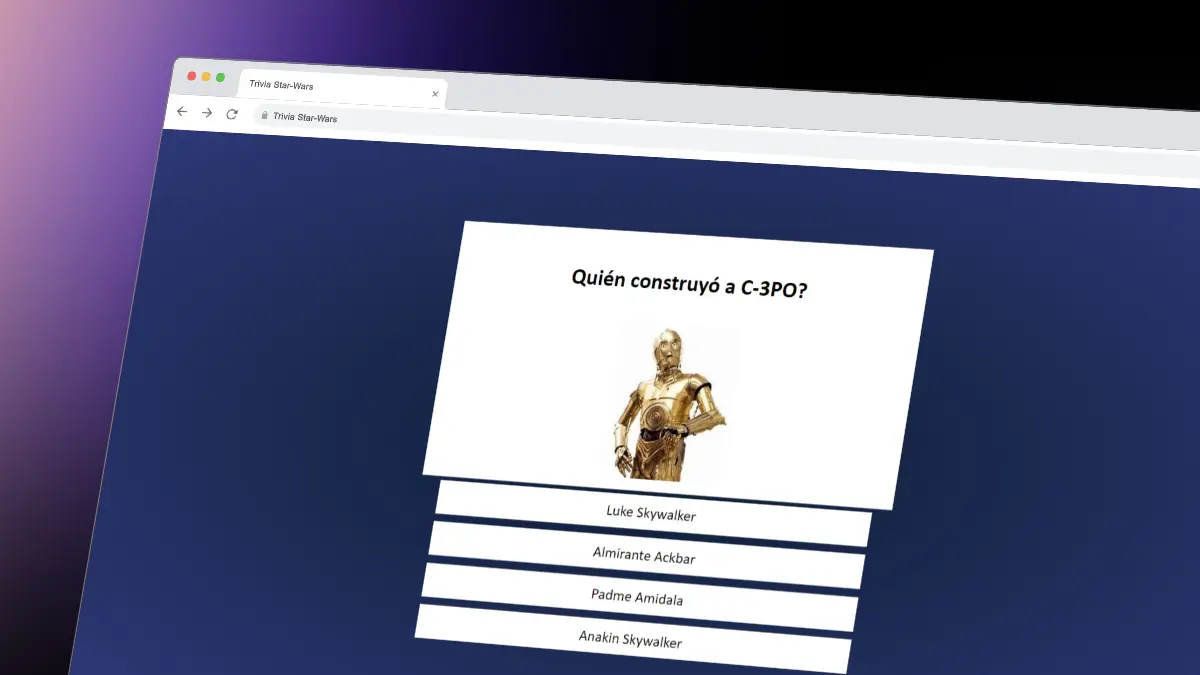 Trivia Star-Wars
Trivia Star-Wars
Quién construyó a C-3PO?
Luke Skywalker
Almirante Ackbar
Padme Amidala
Anakin Skywalker